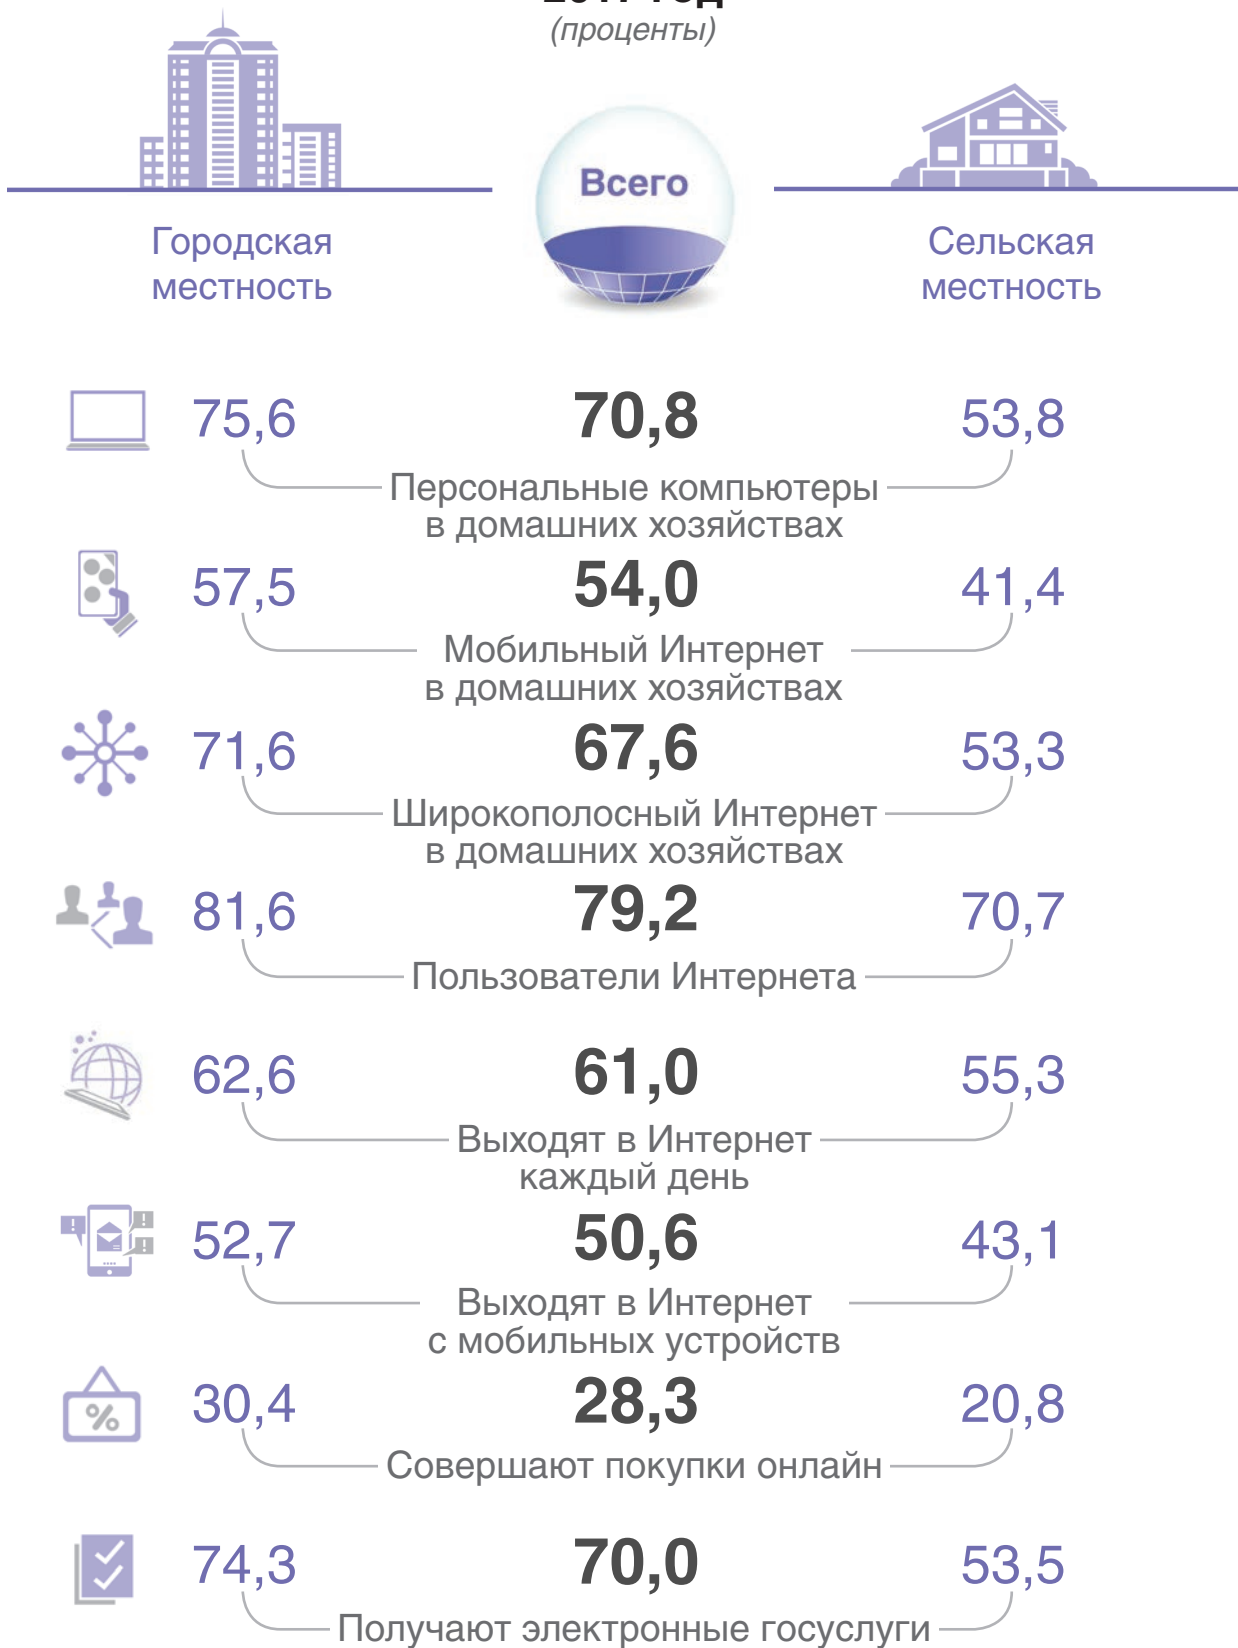 (проценты)
Всего
Городская
местность
Сельская
местность
75,6 70,8 53,8
Персональные компьютеры
в домашних хозяйствах
57,5 54,0 41,4
Мобильный Интернет
в домашних хозяйствах
71,6 67,6 53,3
Широкополосный Интернет
в домашних хозяйствах
81,6 79,2 70,7
Пользователи Интернета
62,6 61,0 55,3
Выходят в Интернет
каждый день
52,7 50,6 43,1
Выходят в Интернет
с мобильных устройств
%
30,4 28,3 20,8
Совершают покупки онлайн
74,3 70,0 53,5
Получают электронные госуслуги